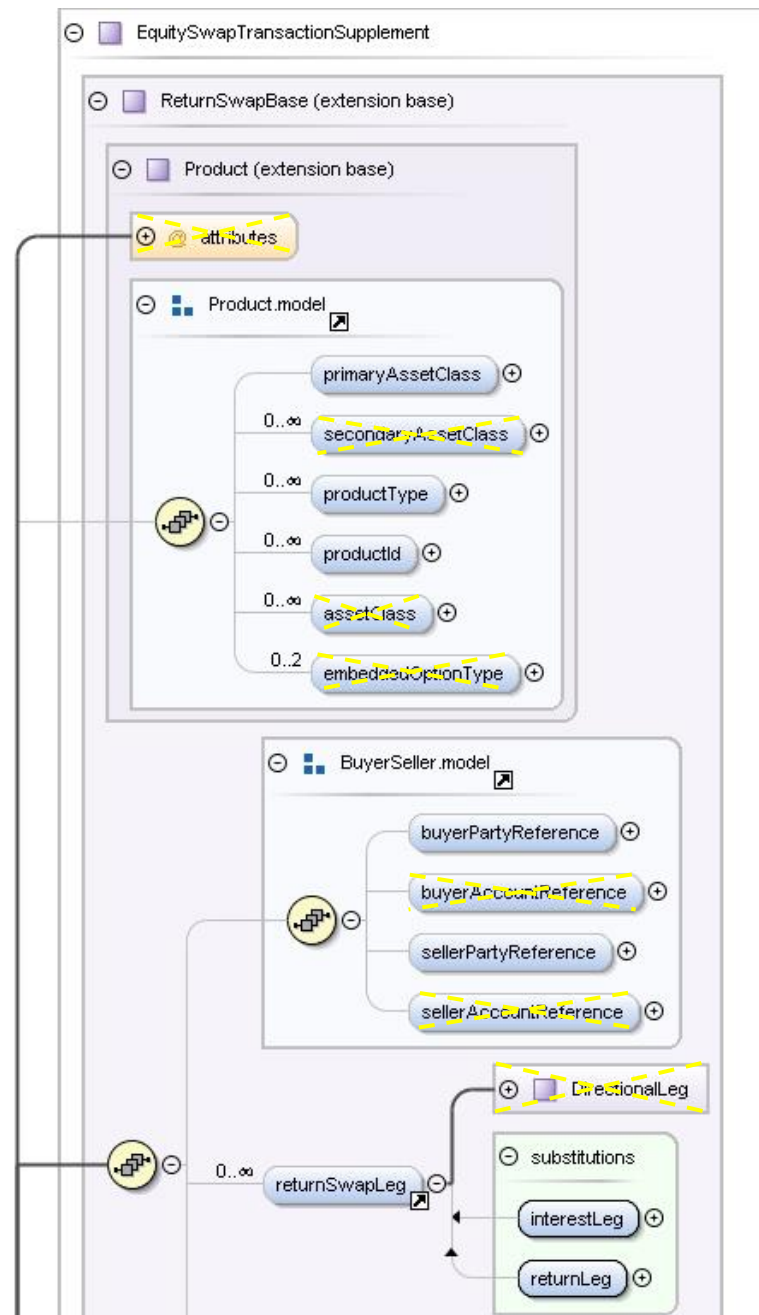 EquitySwapTransactionSupplement
ReturnSwapBase (extension base)
Product (extension base)
@ attributes
Product.model
primaryAssetClass
0..∞
secondaryAssetClass
0..∞
productType
0..∞
productId
0..∞
assetClass
0..2
embeddedOptionType
BuyerSeller.model
buyerPartyReference
buyerAccountReference
sellerPartyReference
sellerAccountReference
DirectionalLeg
substitutions
0..∞
returnSwapLeg
interestLeg
returnLeg